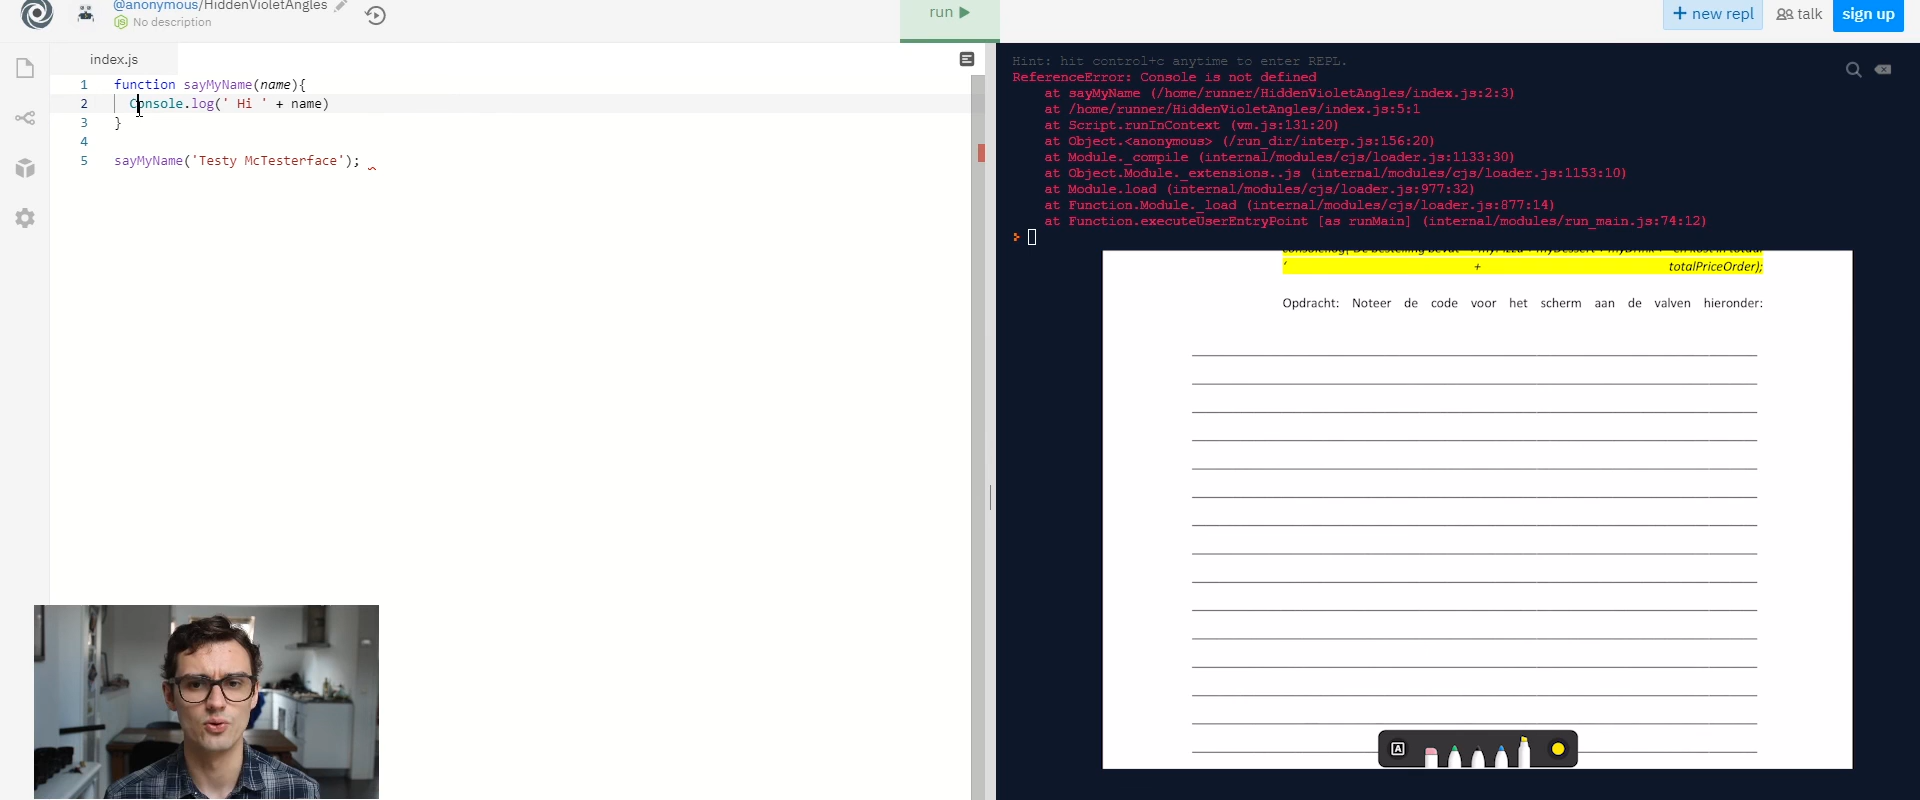 @anonymous/HiddenVioletAngles
No description
run
+ new repl
talk
sign up
index.js
1 function sayMyName(name){
2 Console.log(' Hi ' + name)
3 }
4
5 sayMyName('Testy McTesterface');
Hint: hit control+c anytime to enter REPL.
ReferenceError: Console is not defined
at sayMyName (/home/runner/HiddenVioletAngles/index.js:2:3)
at /home/runner/HiddenVioletAngles/index.js:5:1
at Script.runInContext (vm.js:131:20)
at Object.<anonymous> (/run_dir/interp.js:156:20)
at Module._compile (internal/modules/cjs/loader.js:1133:30)
at Object.Module._extensions..js (internal/modules/cjs/loader.js:1153:10)
at Module.load (internal/modules/cjs/loader.js:977:32)
at Function.Module._load (internal/modules/cjs/loader.js:877:14)
at Function.executeUserEntryPoint [as runMain] (internal/modules/run_main.js:74:12)
>
‘ + totalPriceOrder);
Opdracht: Noteer de code voor het scherm aan de valven hieronder:
A